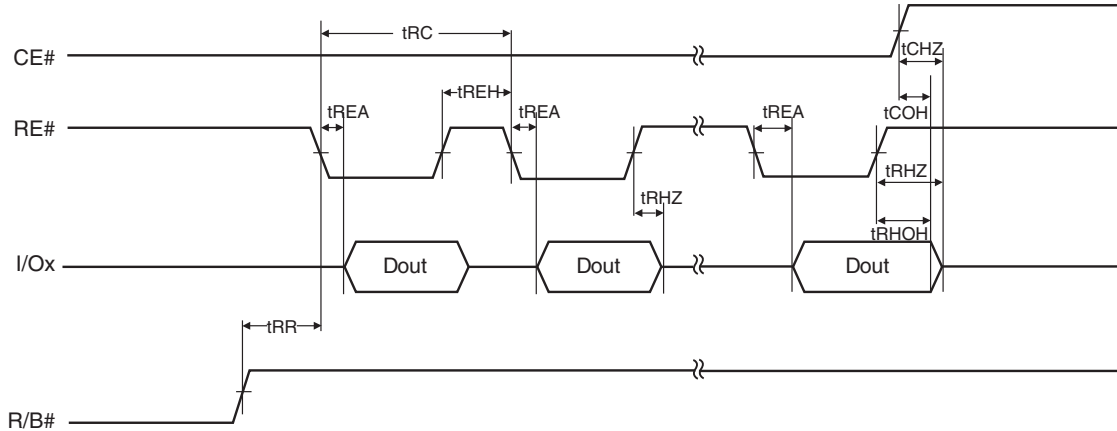 tRC
CE#
tCHZ
tREH
tREA
tREA
tREA
tCOH
RE#
tRHZ
tRHZ
tRHOH
I/Ox
Dout
Dout
Dout
tRR
R/B#